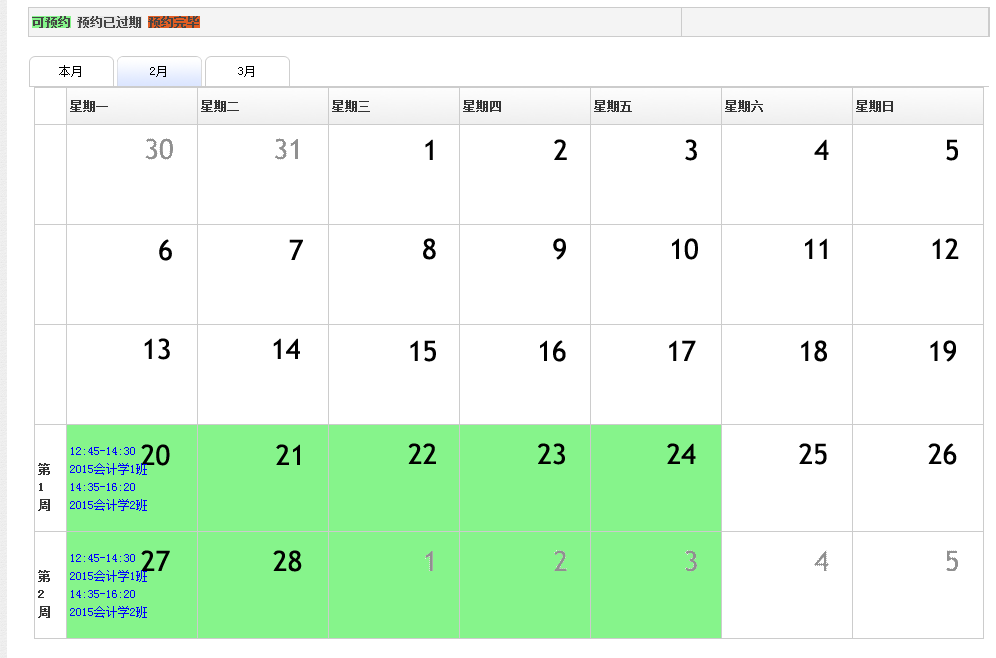 可预约 预约已过期 预约完毕
本月 2月 3月
星期一 星期二 星期三 星期四 星期五 星期六 星期日
30 31 1 2 3 4 5
6 7 8 9 10 11 12
13 14 15 16 17 18 19
第
1
周
12:45-14:30
2015会计学1班
14:35-16:20
2015会计学2班
20 21 22 23 24 25 26
第
2
周
12:45-14:30
2015会计学1班
14:35-16:20
2015会计学2班
27 28 1 2 3 4 5